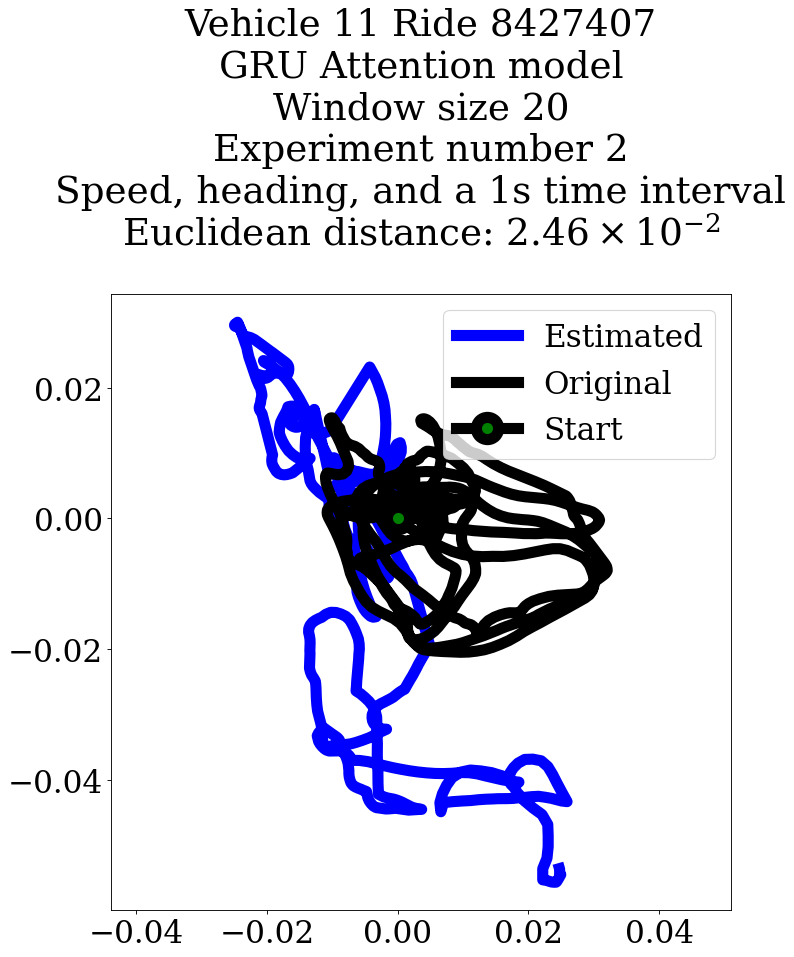 Vehicle 11 Ride 8427407
GRU Attention model
Window size 20
Experiment number 2
Speed, heading, and a 1s time interval
Euclidean distance: 2.46 × 10⁻²
Estimated
Original
Start
0.02
0.00
−0.02
−0.04
−0.04 −0.02 0.00 0.02 0.04